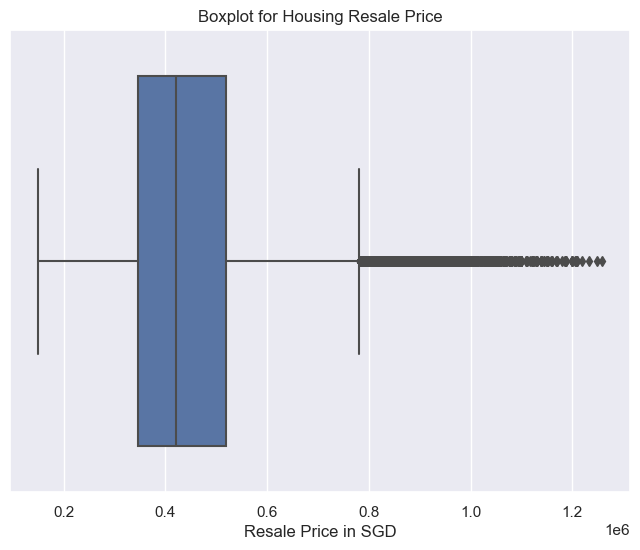 Boxplot for Housing Resale Price
0.2 0.4 0.6 0.8 1.0 1.2
1e6
Resale Price in SGD